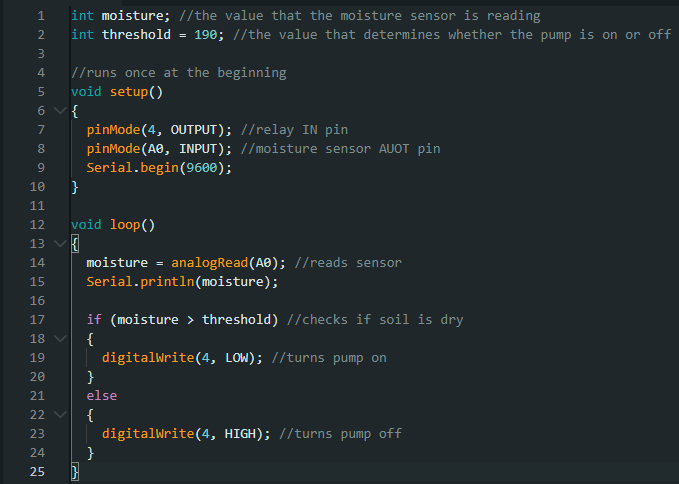 1 int moisture; //the value that the moisture sensor is reading
2 int threshold = 190; //the value that determines whether the pump is on or off
3
4 //runs once at the beginning
5 void setup()
6 {
7 pinMode(4, OUTPUT); //relay IN pin
8 pinMode(A0, INPUT); //moisture sensor AUOT pin
9 Serial.begin(9600);
10 }
11
12 void loop()
13 {
14 moisture = analogRead(A0); //reads sensor
15 Serial.println(moisture);
16
17 if (moisture > threshold) //checks if soil is dry
18 {
19 digitalWrite(4, LOW); //turns pump on
20 }
21 else
22 {
23 digitalWrite(4, HIGH); //turns pump off
24 }
25 }